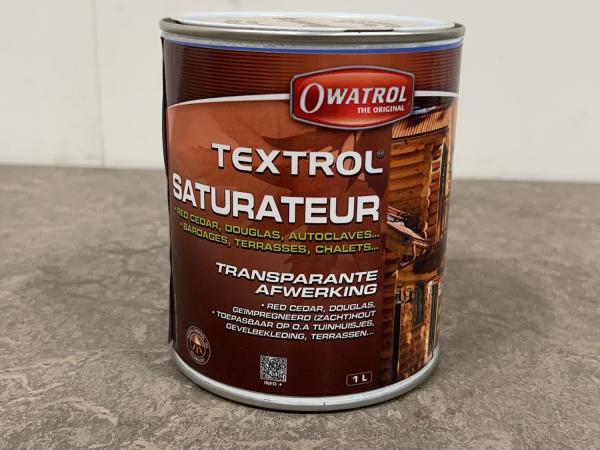 OWATROL
THE ORIGINAL
TEXTROL
SATURATEUR
• RED CEDAR, DOUGLAS, AUTOCLAVES...
• BARDAGES, TERRASSES, CHALETS...
TRANSPARANTE
AFWERKING
• RED CEDAR, DOUGLAS,
GEÏMPREGNEERD (ZACHT)HOUT
• TOEPASBAAR OP O.A TUINHUISJES,
GEVELBEKLEDING, TERRASSEN...
INFO +
1 L